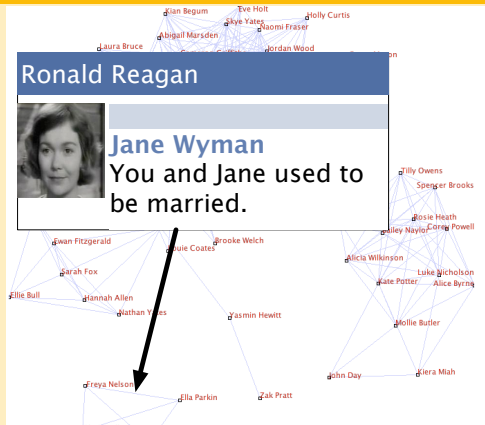 Kian Begum
Eve Holt
Holly Curtis
Skye Yates
Naomi Fraser
Abigail Marsden
Laura Bruce
Jordan Wood
Ronald Reagan
Jane Wyman
You and Jane used to
be married.
Tilly Owens
Spencer Brooks
Rosie Heath
Corey Powell
Bailey Naylor
Ewan Fitzgerald
Louie Coates
Brooke Welch
Alicia Wilkinson
Sarah Fox
Luke Nicholson
Kate Potter
Alice Byrne
Ellie Bull
Hannah Allen
Nathan Yates
Yasmin Hewitt
Mollie Butler
John Day
Kiera Miah
Freya Nelson
Ella Parkin
Zak Pratt